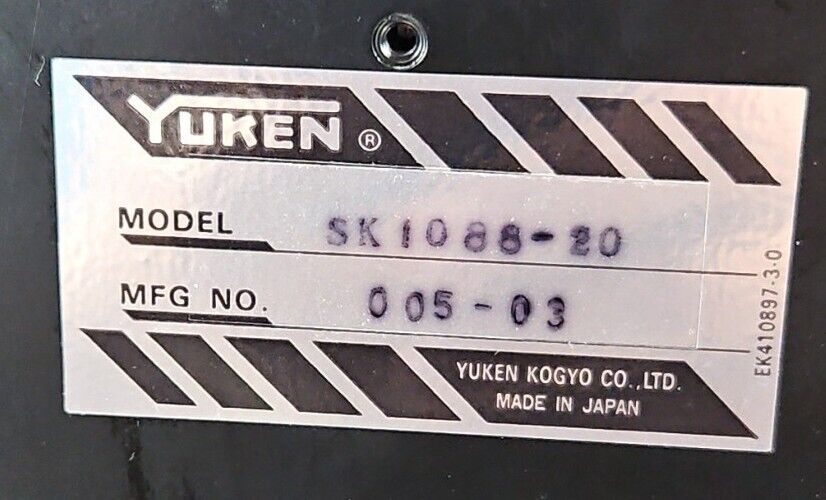 YUKEN ®
MODEL SK1088-20
MFG NO. 005-03
EK410897-3-0
YUKEN KOGYO CO.,LTD.
MADE IN JAPAN